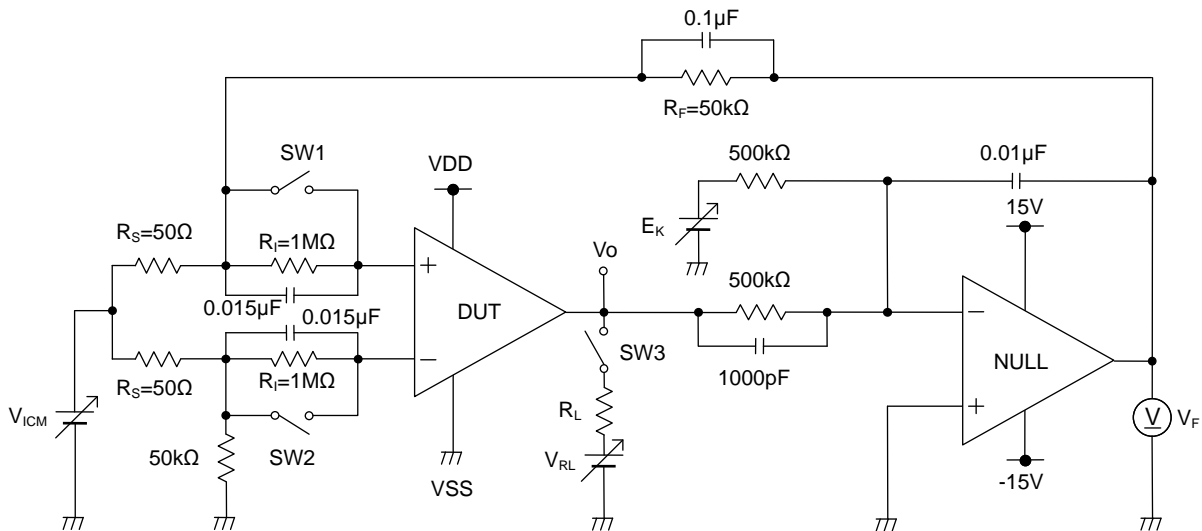 0.1µF
RF=50kΩ
SW1
VDD
500kΩ
0.01µF
15V
EK
RS=50Ω
RI=1MΩ
Vo
500kΩ
+
0.015µF
DUT
0.015µF
−
−
SW3
NULL
RS=50Ω
RI=1MΩ
1000pF
VICM
RL
+
V
VF
50kΩ
SW2
VRL
-15V
VSS